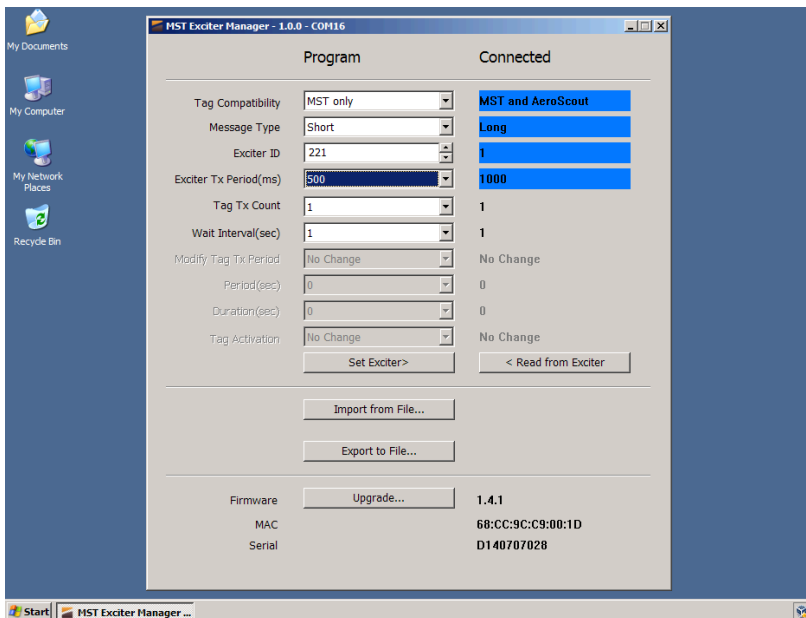 MST Exciter Manager - 1.0.0 - COM16
My Documents
My Computer
My Network
Places
Recycle Bin
Program Connected
Tag Compatibility MST only MST and AeroScout
Message Type Short Long
Exciter ID 221 1
Exciter Tx Period(ms) 500 1000
Tag Tx Count 1 1
Wait Interval(sec) 1 1
Modify Tag Tx Period No Change No Change
Period(sec) 0 0
Duration(sec) 0 0
Tag Activation No Change No Change
Set Exciter> < Read from Exciter
Import from File...
Export to File...
Firmware Upgrade... 1.4.1
MAC 68:CC:9C:C9:00:1D
Serial D140707028
Start MST Exciter Manager ...